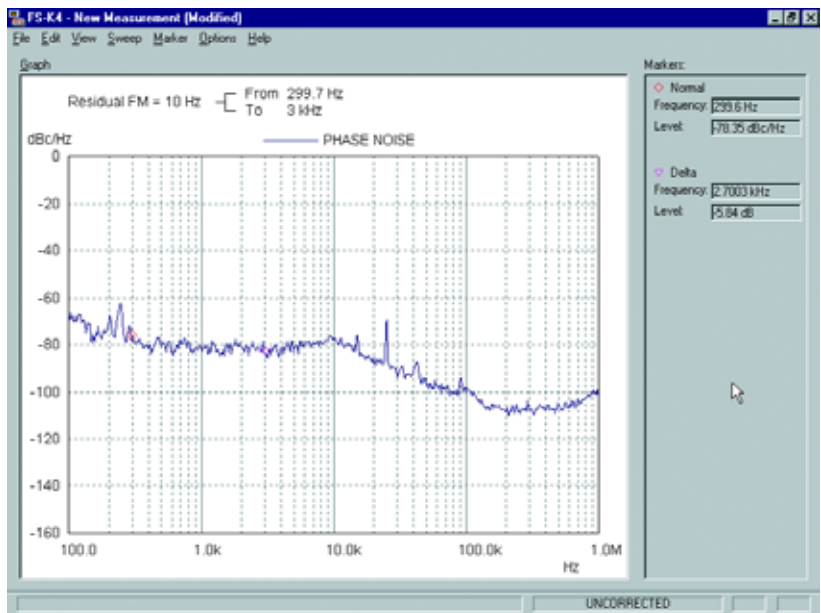 FS-K4 - New Measurement (Modified)
File Edit View Sweep Marker Options Help
Graph
Residual FM = 10 Hz
From 299.7 Hz
To 3 kHz
dBc/Hz
PHASE NOISE
0
-20
-40
-60
-80
-100
-120
-140
-160
100.0 1.0k 10.0k 100.0k 1.0M
Hz
Markers:
Normal
Frequency: 299.6 Hz
Level: -78.35 dBc/Hz
Delta
Frequency: 2.7003 kHz
Level: -5.84 dB
UNCORRECTED